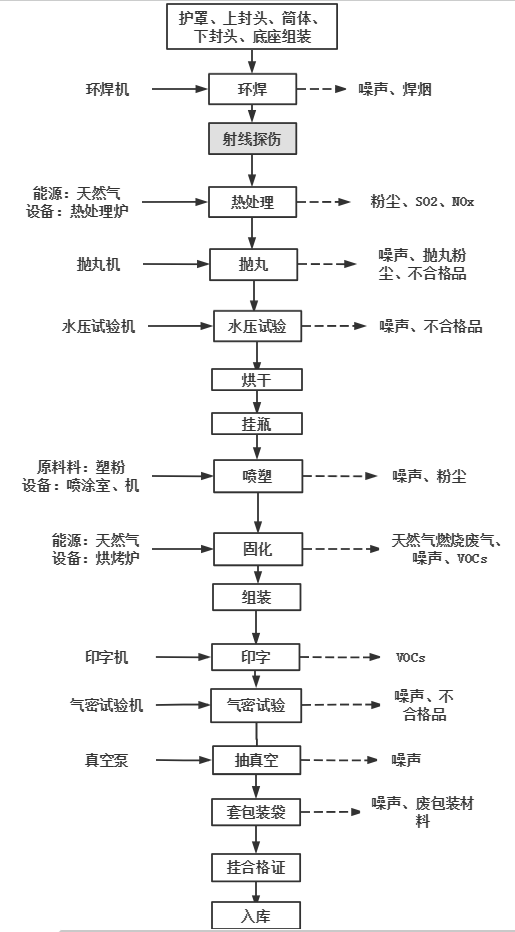 护罩、上封头、筒体、
下封头、底座组装
环焊机
环焊
噪声、焊烟
射线探伤
能源：天然气
设备：热处理炉
热处理
粉尘、SO2、NOx
抛丸机
抛丸
噪声、抛丸粉
尘、不合格品
水压试验机
水压试验
噪声、不合格品
烘干
挂瓶
原料料：塑粉
设备：喷涂室、机
喷塑
噪声、粉尘
能源：天然气
设备：烘烤炉
固化
天然气燃烧废气、
噪声、VOCs
组装
印字机
印字
VOCs
气密试验机
气密试验
噪声、不
合格品
真空泵
抽真空
噪声
套包装袋
噪声、废包装材
料
挂合格证
入库